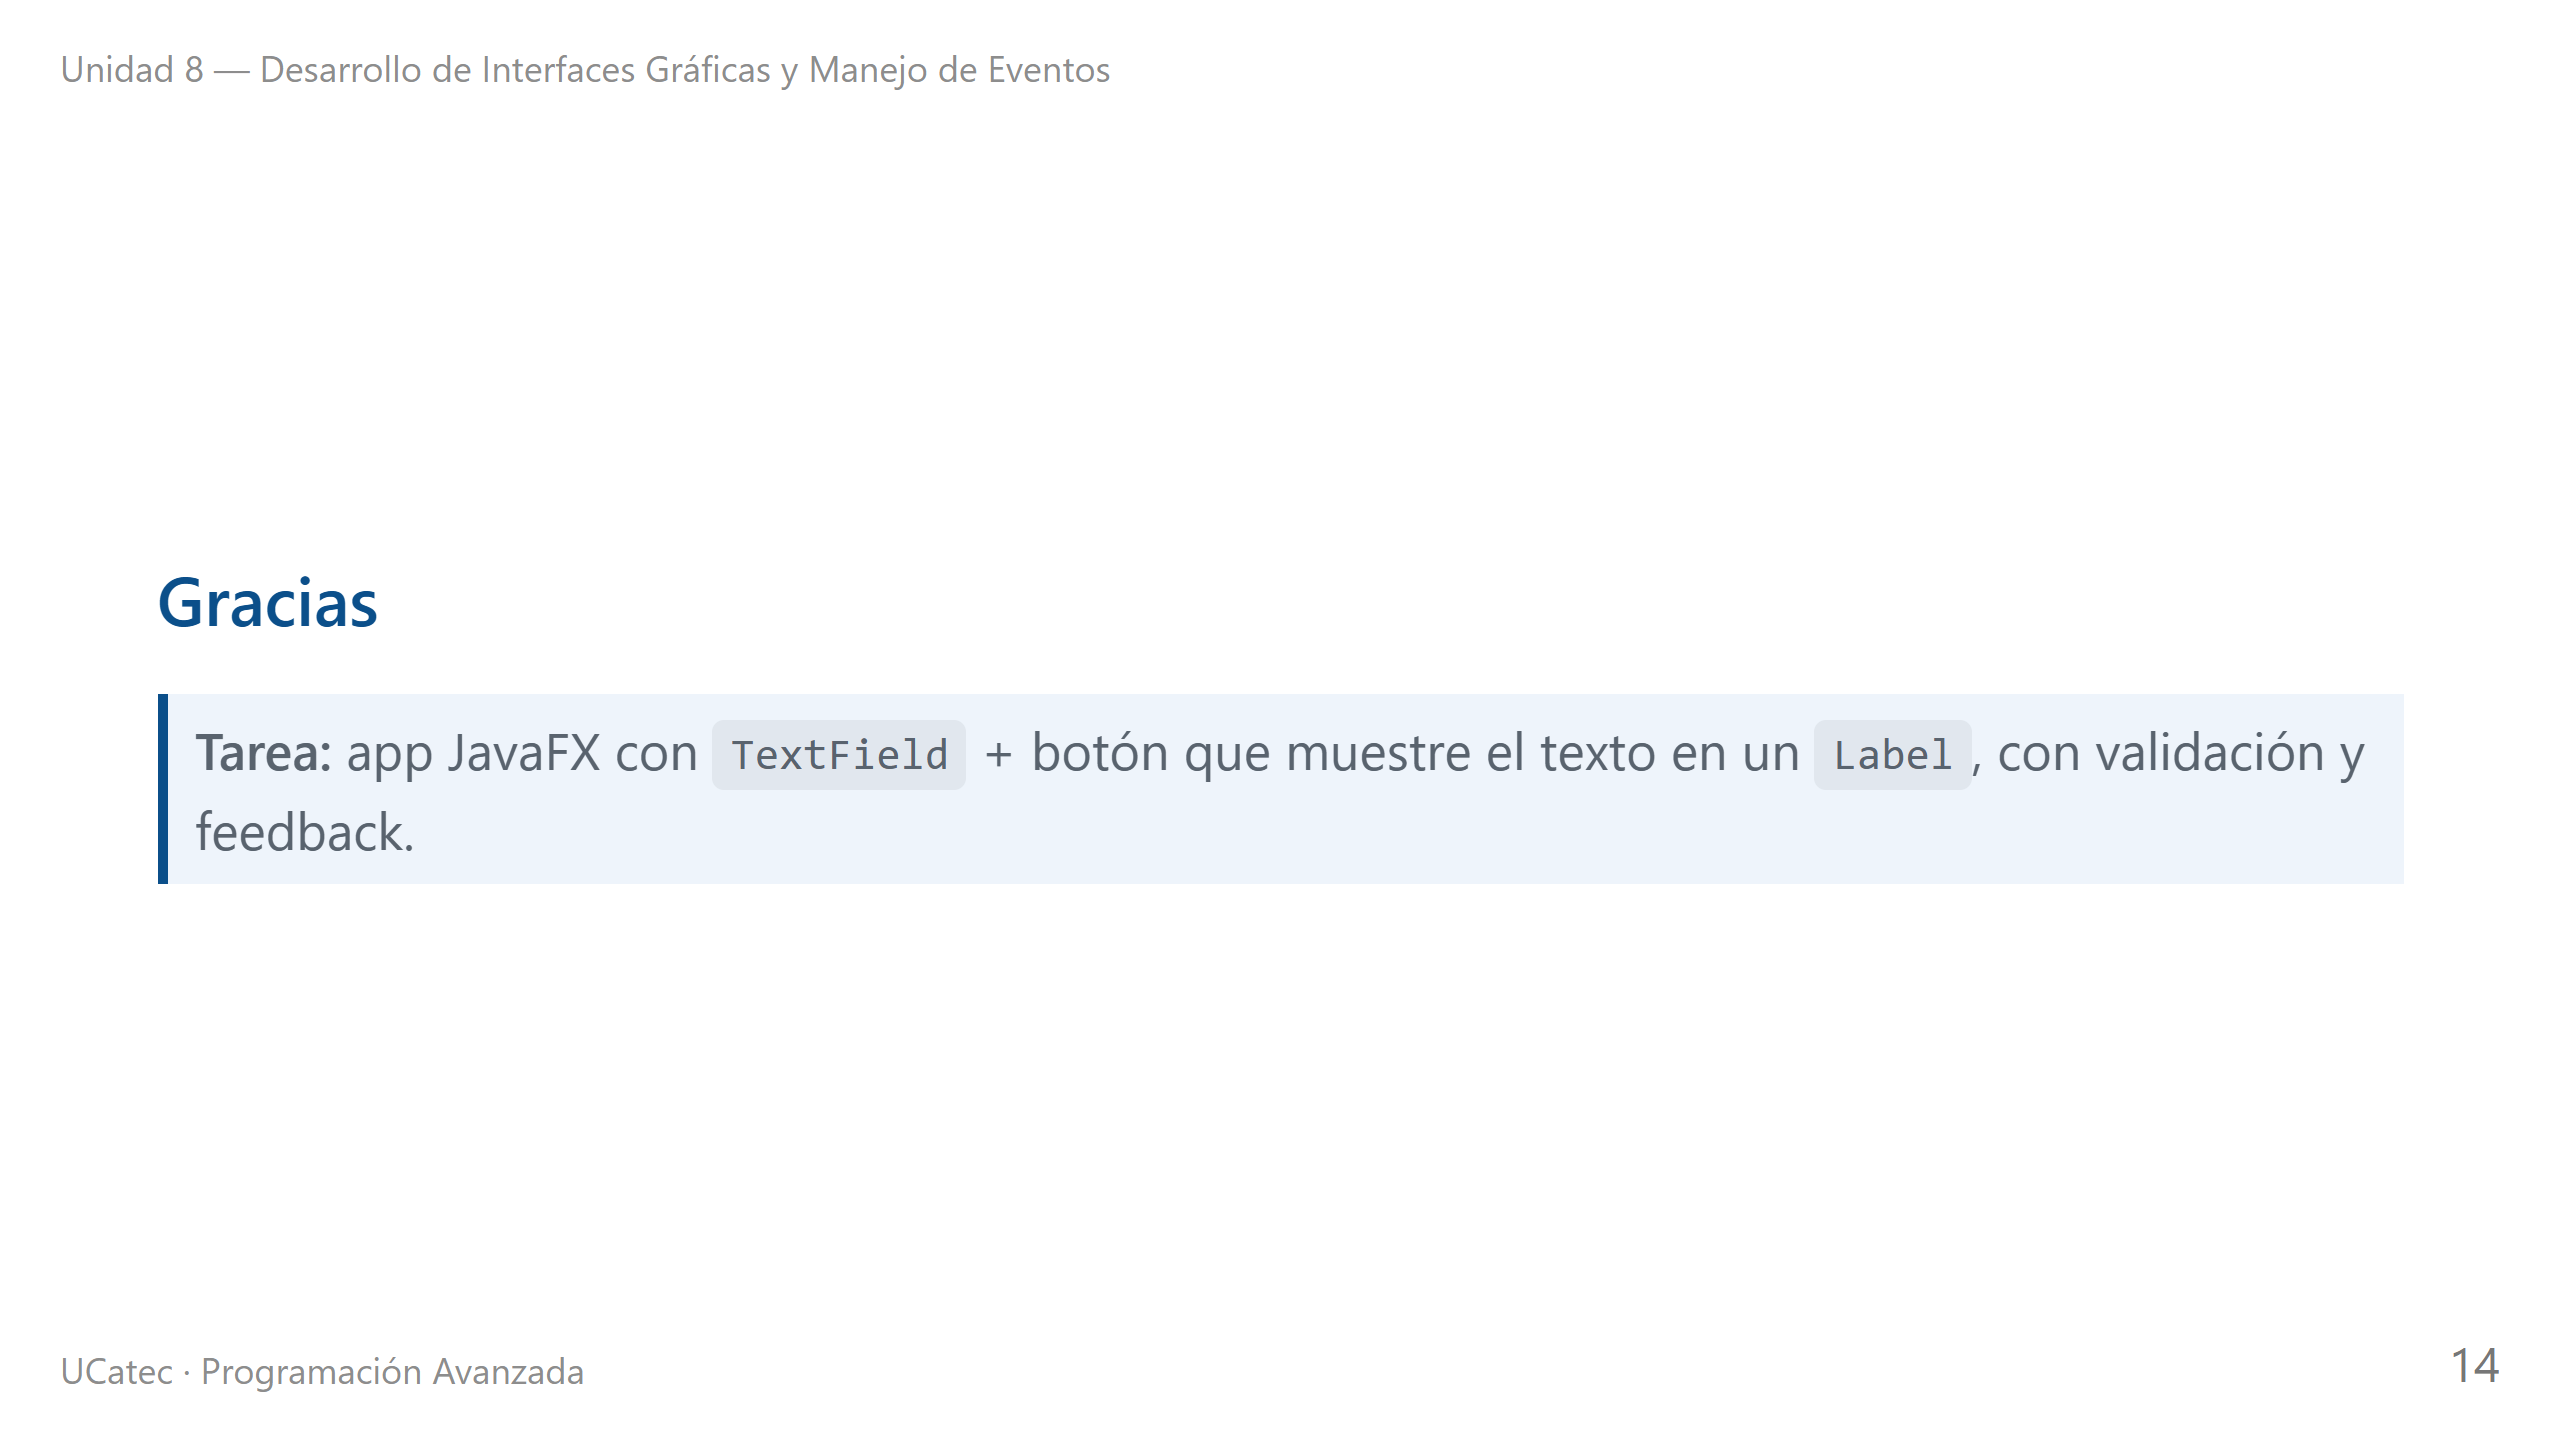 Unidad 8 — Desarrollo de Interfaces Gráficas y Manejo de Eventos
Gracias
Tarea: app JavaFX con TextField + botón que muestre el texto en un Label, con validación y
feedback.
UCatec · Programación Avanzada
14